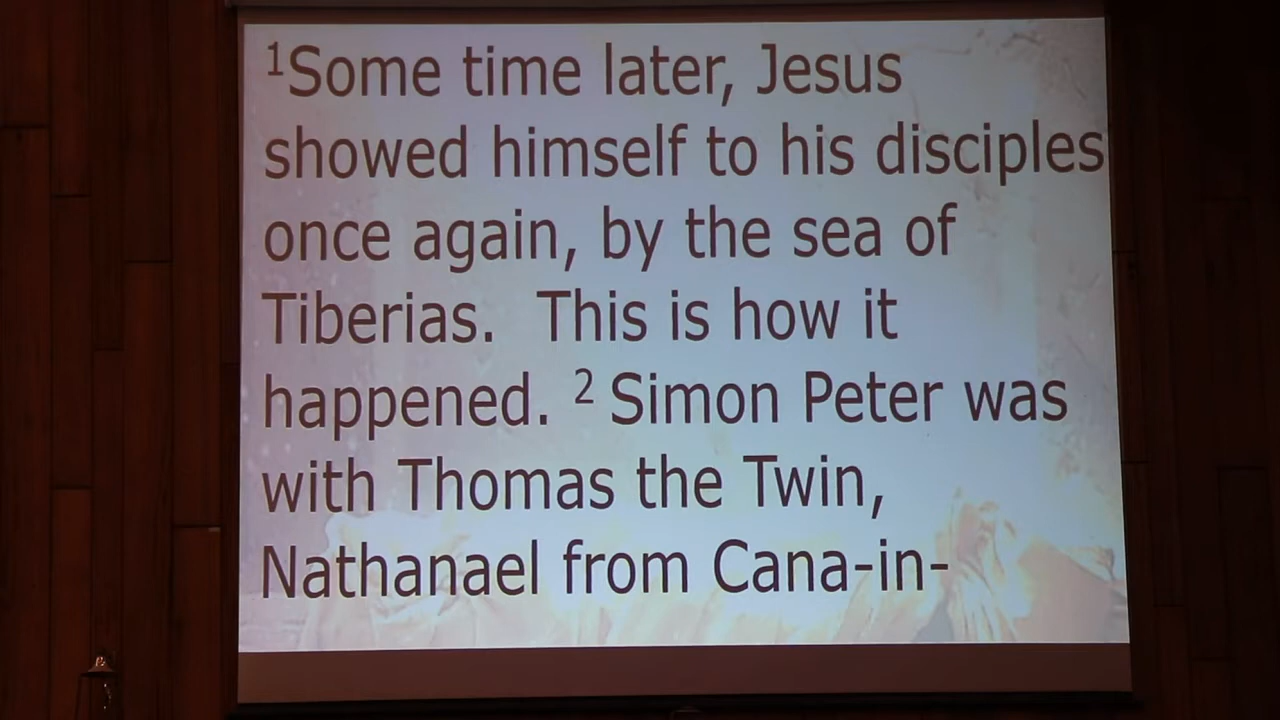 1Some time later, Jesus
showed himself to his disciples
once again, by the sea of
Tiberias. This is how it
happened. 2 Simon Peter was
with Thomas the Twin,
Nathanael from Cana-in-